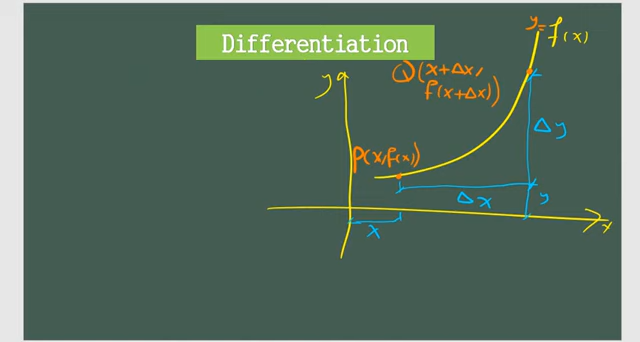 Differentiation
y = f(x)
y
Q(x+Δx,
f(x+Δx))
Δy
P(x,f(x))
Δx
y
x
x